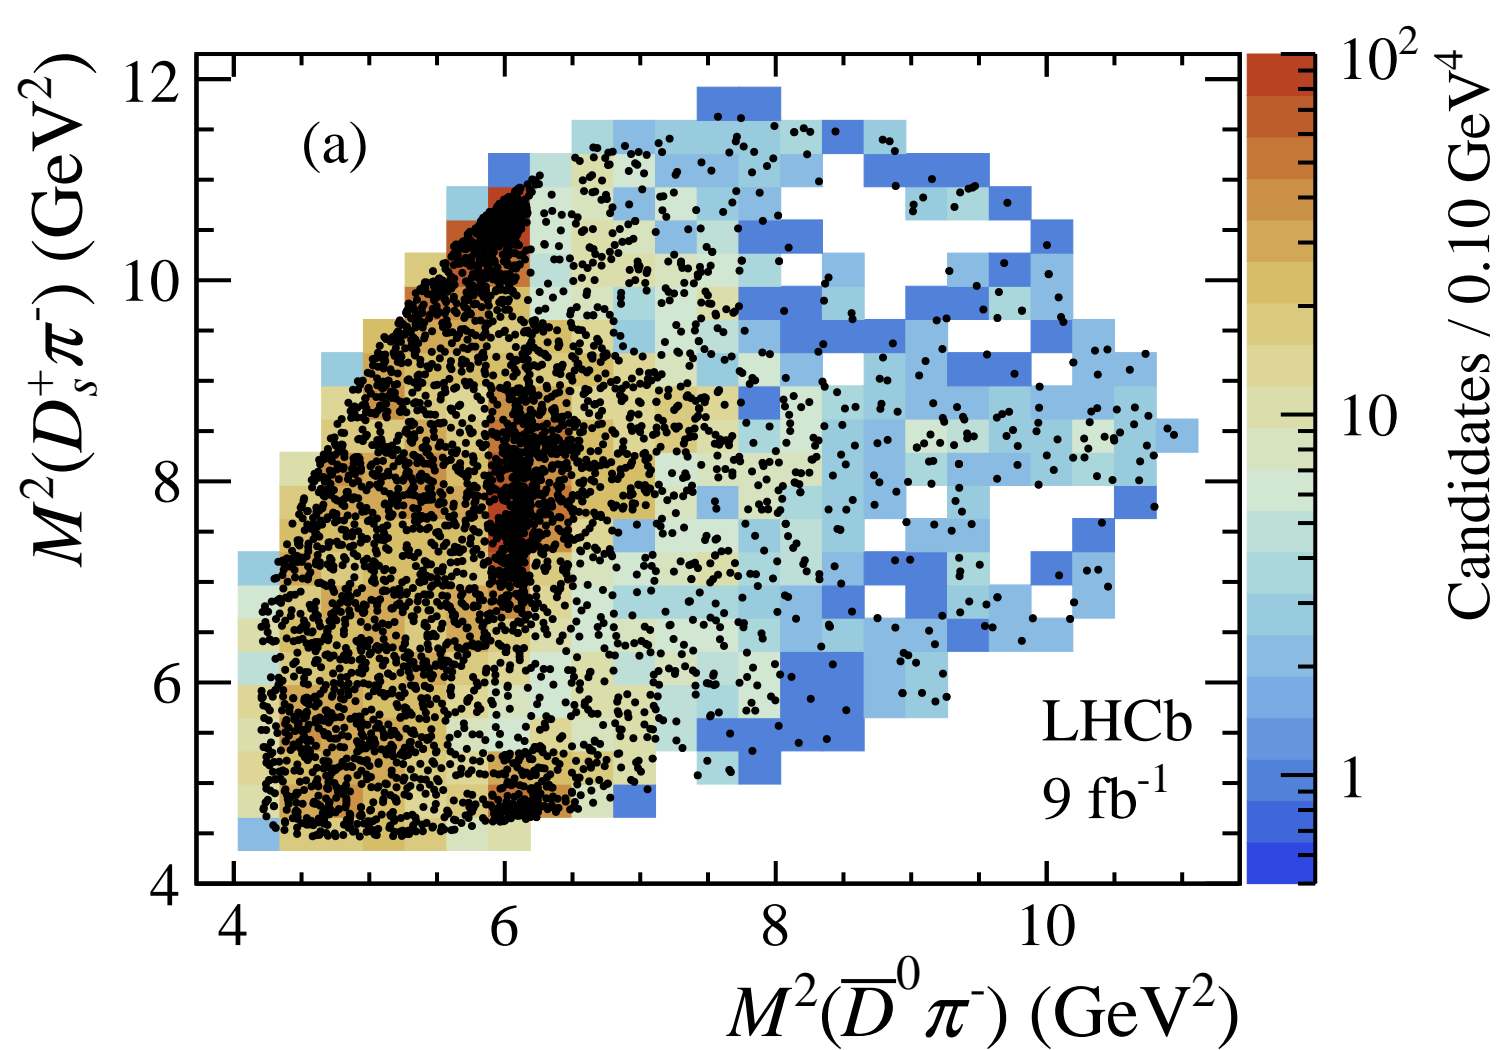 12
10
8
6
4
4 6 8 10
(a)
LHCb
9 fb⁻¹
M²(D̅⁰π⁻) (GeV²)
M²(Dₛ⁺π⁻) (GeV²)
10²
10
1
Candidates / 0.10 GeV⁴